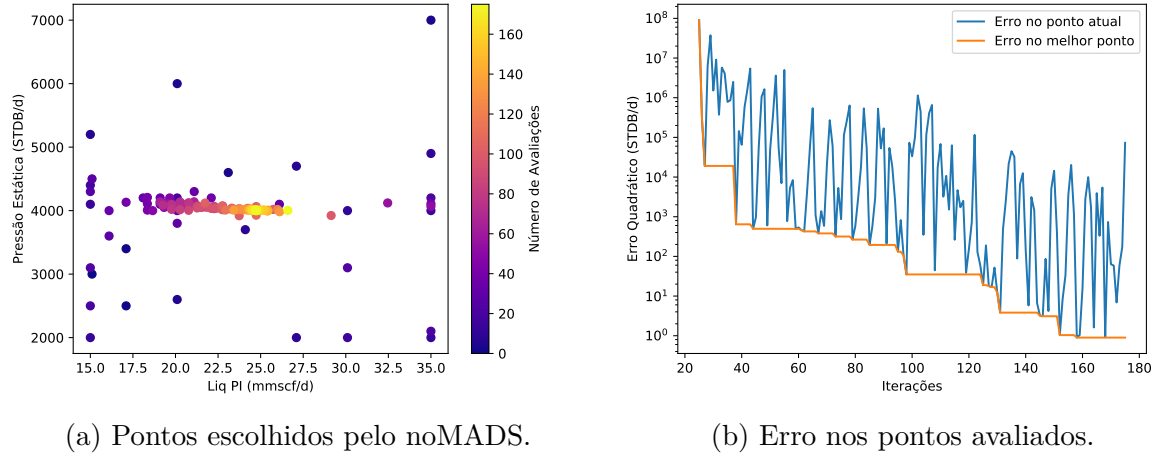 7000
6000
5000
4000
3000
2000
Pressão Estática (STDB/d)
15.0 17.5 20.0 22.5 25.0 27.5 30.0 32.5 35.0
Liq PI (mmscf/d)
160
140
120
100
80
60
40
20
0
Número de Avaliações
(a) Pontos escolhidos pelo noMADS.
10^8
10^7
10^6
10^5
10^4
10^3
10^2
10^1
10^0
Erro Quadrático (STDB/d)
Erro no ponto atual
Erro no melhor ponto
20 40 60 80 100 120 140 160 180
Iterações
(b) Erro nos pontos avaliados.